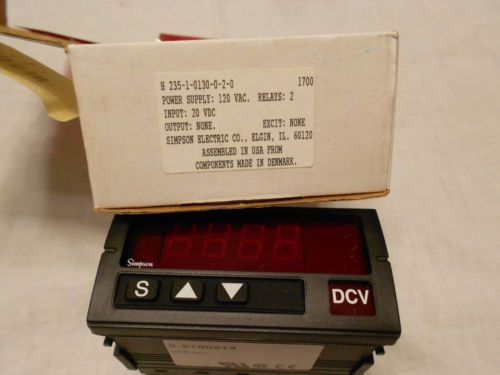 H 235-1-0130-0-2-0 1700
POWER SUPPLY: 120 VAC. RELAYS: 2
INPUT: 20 VDC
OUTPUT: NONE. EXCIT: NONE
SIMPSON ELECTRIC CO., ELGIN, IL. 60120
ASSEMBLED IN USA FROM
COMPONENTS MADE IN DENMARK.
Simpson
S
DCV